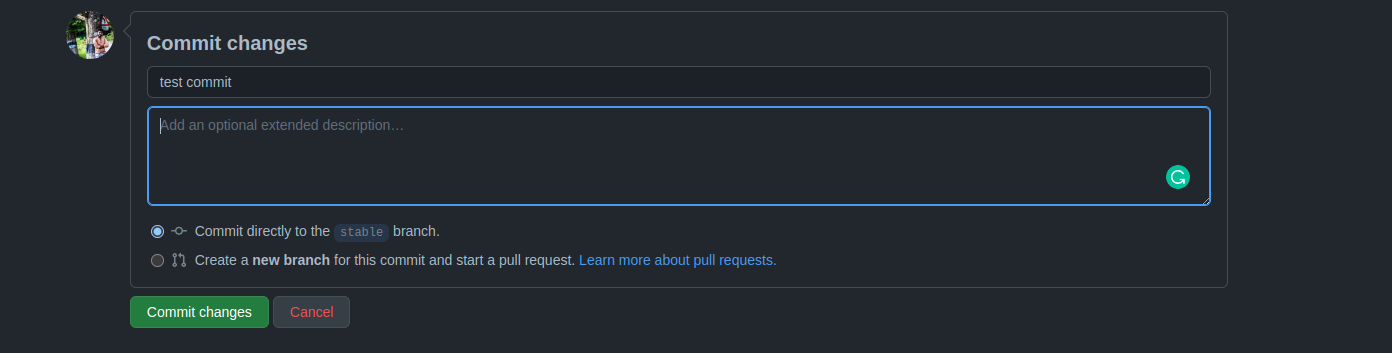 Commit changes
test commit
Add an optional extended description…
Commit directly to the stable branch.
Create a new branch for this commit and start a pull request. Learn more about pull requests.
Commit changes Cancel